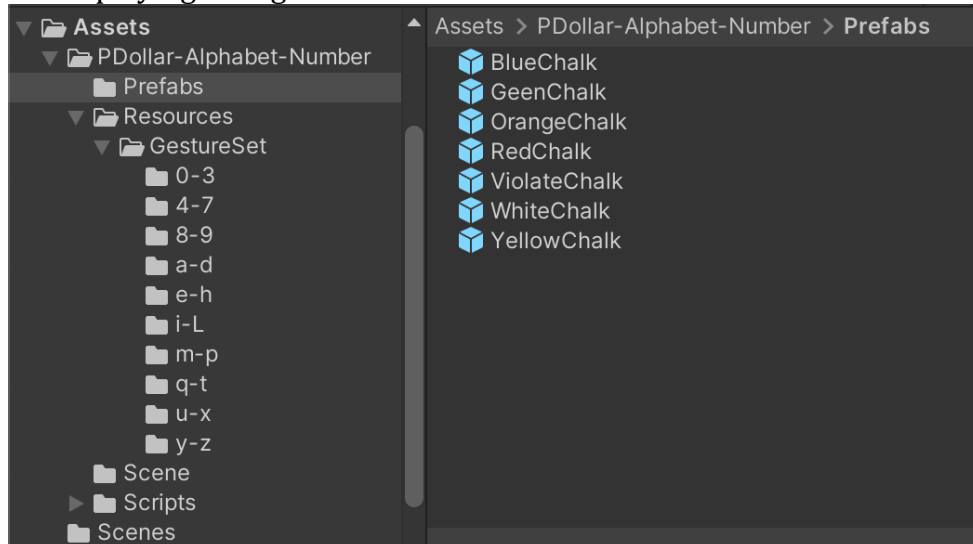 Assets
PDollar-Alphabet-Number
Prefabs
Resources
GestureSet
0-3
4-7
8-9
a-d
e-h
i-L
m-p
q-t
u-x
y-z
Scene
Scripts
Scenes
Assets > PDollar-Alphabet-Number > Prefabs
BlueChalk
GeenChalk
OrangeChalk
RedChalk
ViolateChalk
WhiteChalk
YellowChalk